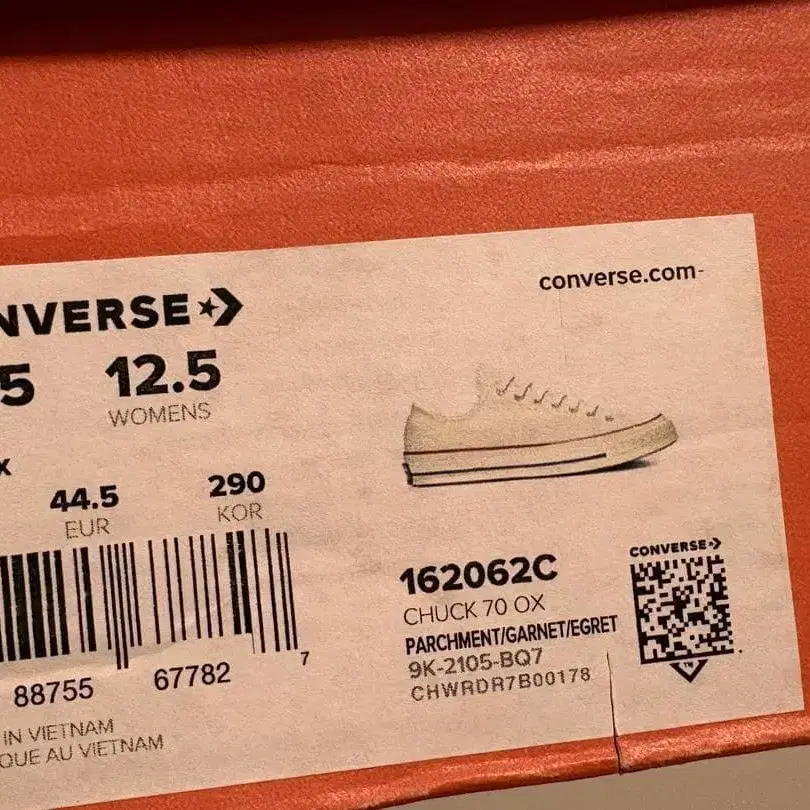 NVERSE
converse.com
5 12.5
WOMENS
X
44.5 290
EUR KOR
88755 67782 7
IN VIETNAM
QUE AU VIETNAM
CONVERSE
162062C
CHUCK 70 OX
PARCHMENT/GARNET/EGRET
9K-2105-BQ7
CHWRDR7B00178